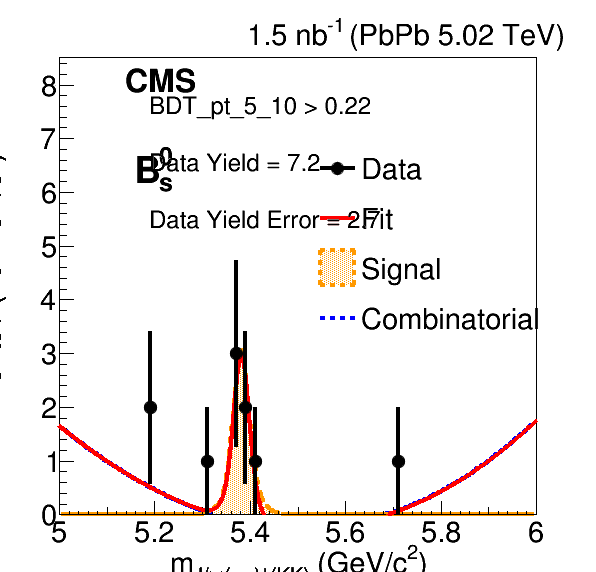 1.5 nb-1 (PbPb 5.02 TeV)
CMS
BDT_pt_5_10 > 0.22
B0s
Data Yield = 7.2
Data Yield Error = 2.7
Data
Fit
Signal
Combinatorial
8
7
6
5
4
3
2
1
0
5 5.2 5.4 5.6 5.8 6
(GeV/c2)